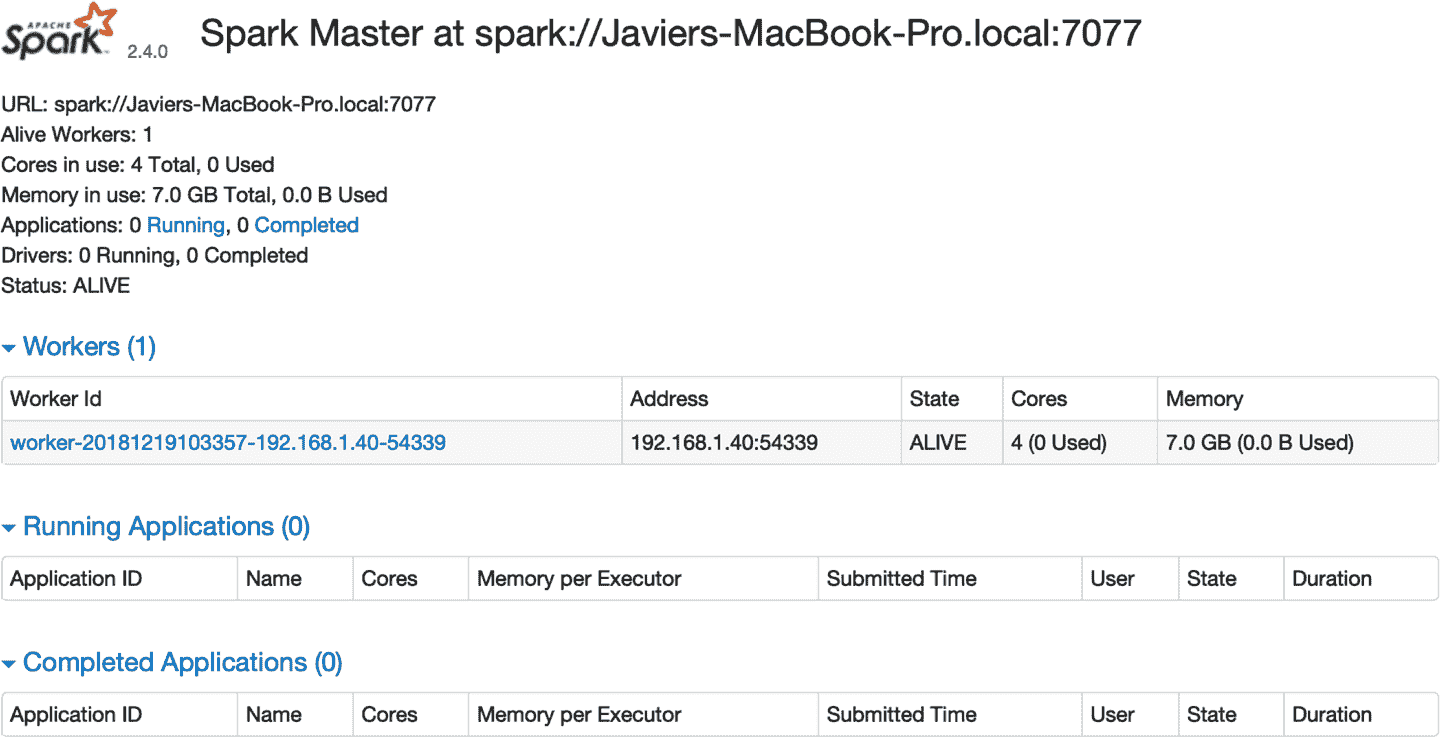 APACHE
Spark 2.4.0
Spark Master at spark://Javiers-MacBook-Pro.local:7077
URL: spark://Javiers-MacBook-Pro.local:7077
Alive Workers: 1
Cores in use: 4 Total, 0 Used
Memory in use: 7.0 GB Total, 0.0 B Used
Applications: 0 Running, 0 Completed
Drivers: 0 Running, 0 Completed
Status: ALIVE
Workers (1)
Worker Id Address State Cores Memory
worker-20181219103357-192.168.1.40-54339 192.168.1.40:54339 ALIVE 4 (0 Used) 7.0 GB (0.0 B Used)
Running Applications (0)
Application ID Name Cores Memory per Executor Submitted Time User State Duration
Completed Applications (0)
Application ID Name Cores Memory per Executor Submitted Time User State Duration